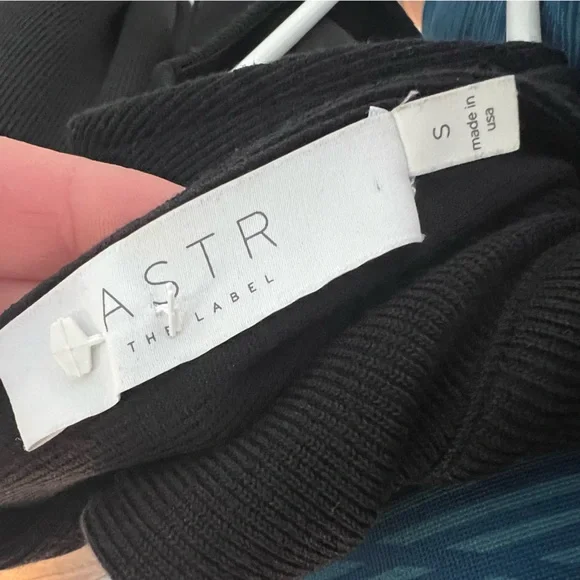 ASTR
THE LABEL
S
made in
usa